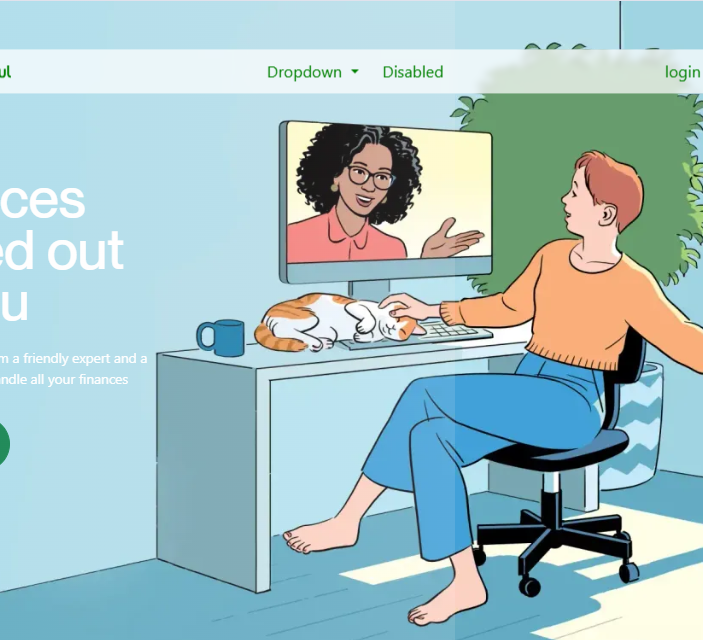 ul
Dropdown
Disabled
login
ces
ed out
u
m a friendly expert and a
ndle all your finances